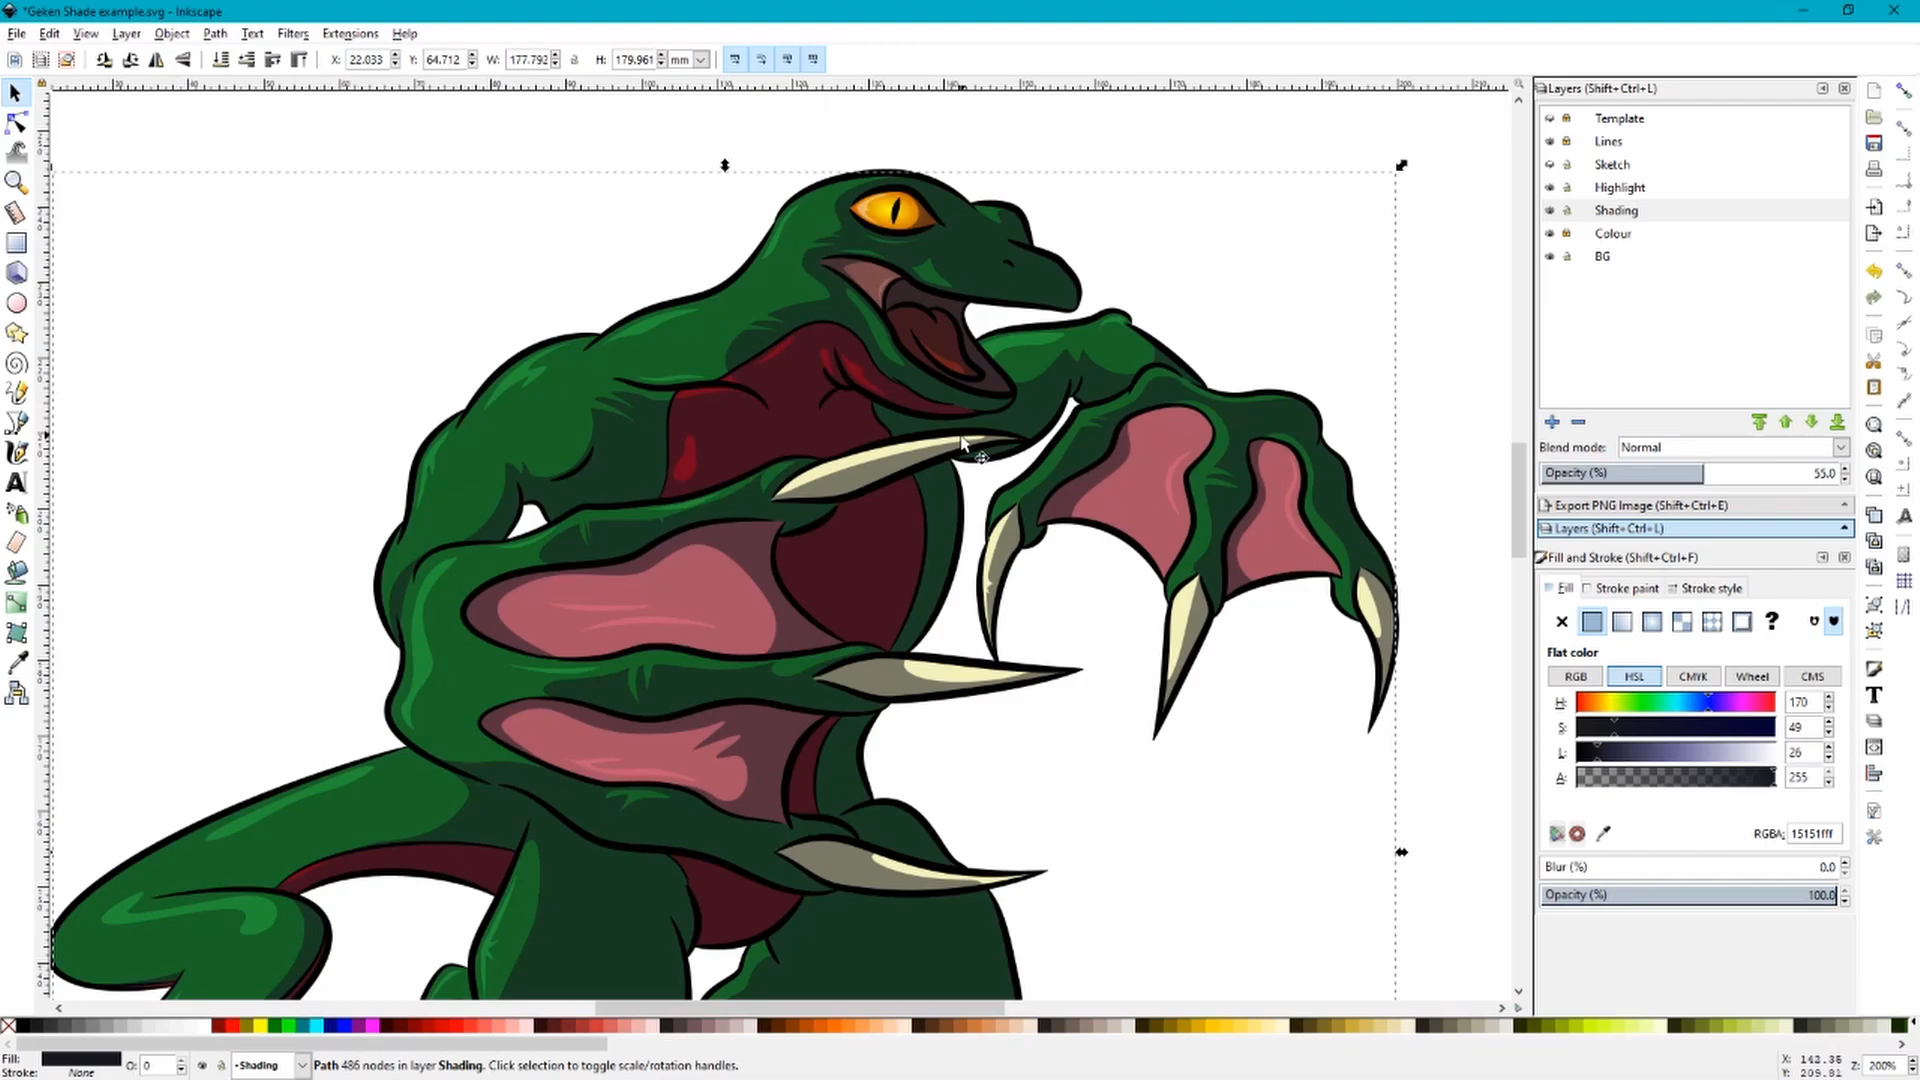 *Geken Shade example.svg - Inkscape
File Edit View Layer Object Path Text Filters Extensions Help
X: 22.033 Y: 64.712 W: 177.792 H: 179.961 mm
Layers (Shift+Ctrl+L)
Template
Lines
Sketch
Highlight
Shading
Colour
BG
Blend mode: Normal
Opacity (%) 55.0
Export PNG Image (Shift+Ctrl+E)
Layers (Shift+Ctrl+L)
Fill and Stroke (Shift+Ctrl+F)
Fill Stroke paint Stroke style
Flat color
RGB HSL CMYK Wheel CMS
H: 170
S: 49
L: 26
A: 255
RGBA: 15151fff
Blur (%) 0.0
Opacity (%) 100.0
Fill: O: 0 •Shading Path 486 nodes in layer Shading. Click selection to toggle scale/rotation handles. X: 142.35 Z: 200%
Stroke: None Y: 209.81